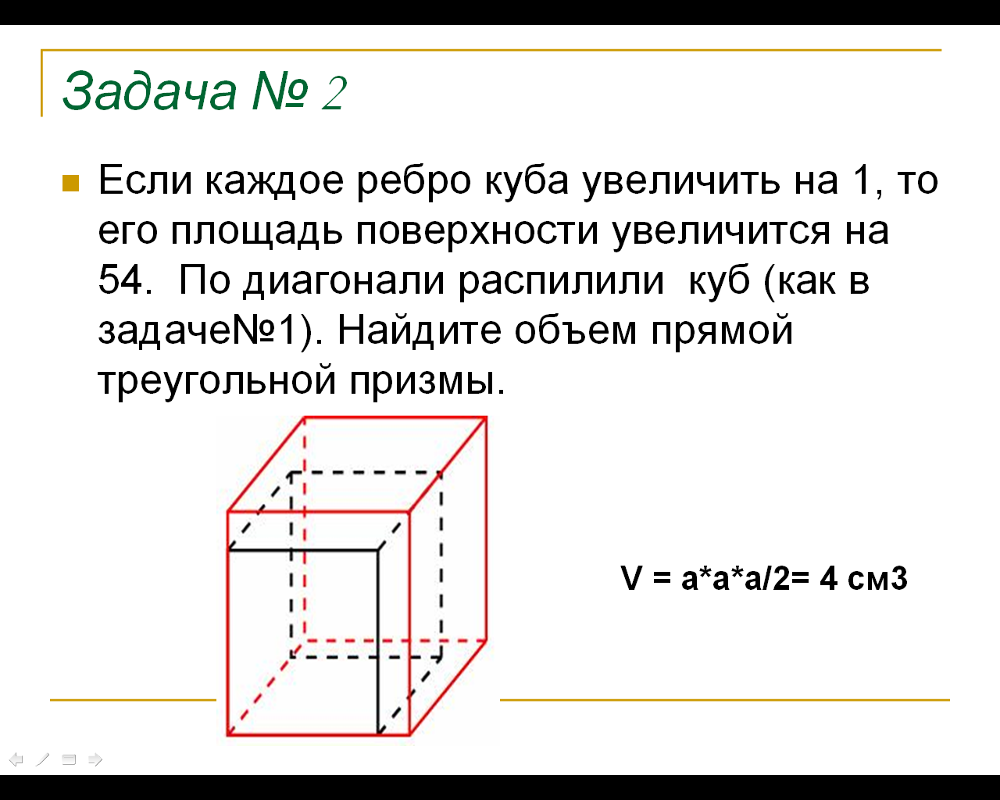 Задача № 2
Если каждое ребро куба увеличить на 1, то
его площадь поверхности увеличится на
54.  По диагонали распилили  куб (как в
задаче№1). Найдите объем прямой
треугольной призмы.
V = a*a*a/2= 4 см3